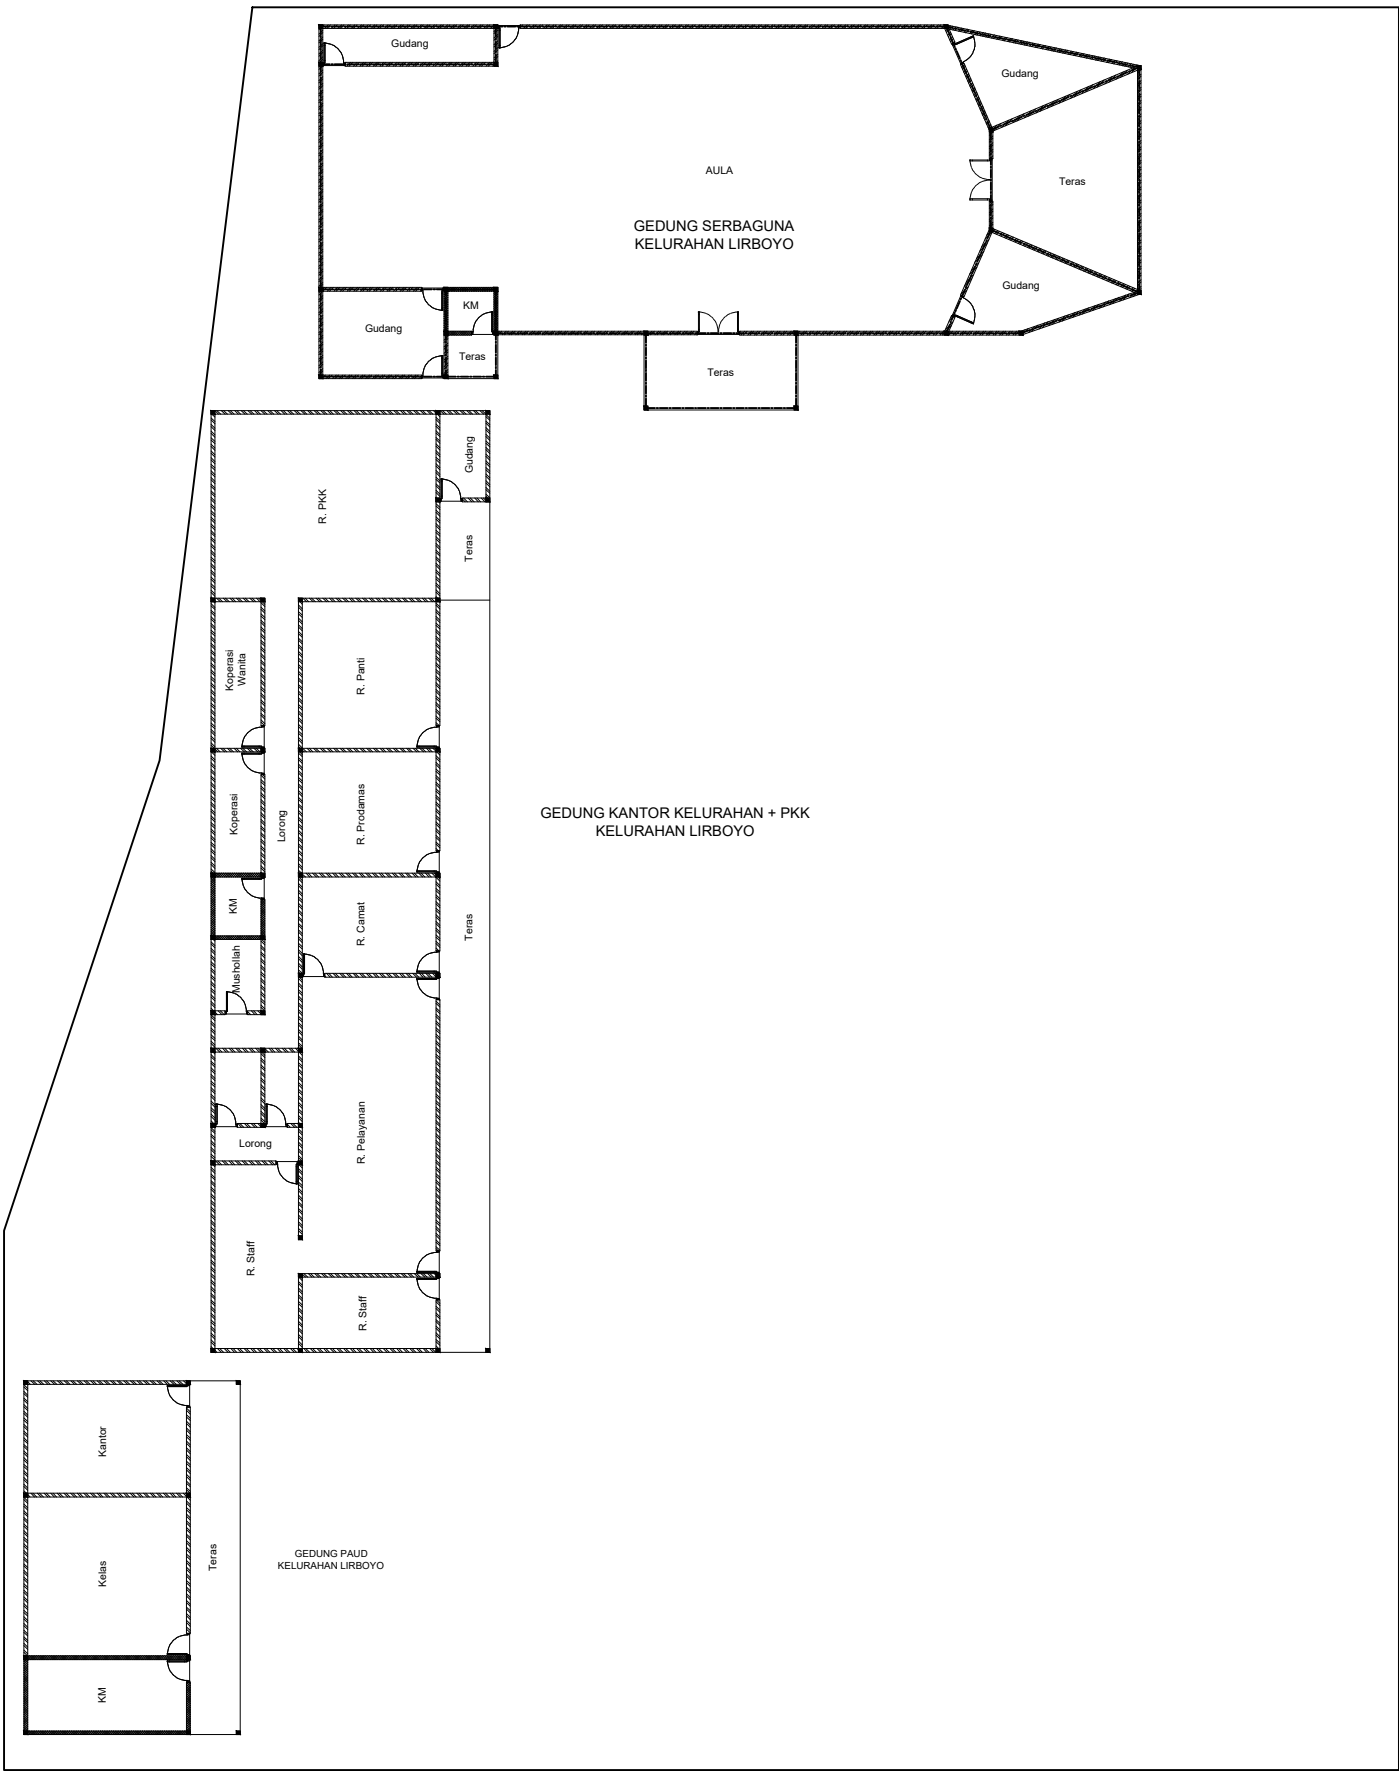 Gudang
Gudang
AULA
Teras
GEDUNG SERBAGUNA
KELURAHAN LIRBOYO
Gudang
KM
Gudang
Teras
Teras
Gudang
R. PKK
Teras
Koperasi
Wanita
R. Panti
Koperasi
Lorong
R. Prodamas
GEDUNG KANTOR KELURAHAN + PKK
KELURAHAN LIRBOYO
KM
R. Camat
Teras
Mushollah
R. Pelayanan
Lorong
R. Staff
R. Staff
Kantor
Kelas
Teras
GEDUNG PAUD
KELURAHAN LIRBOYO
KM